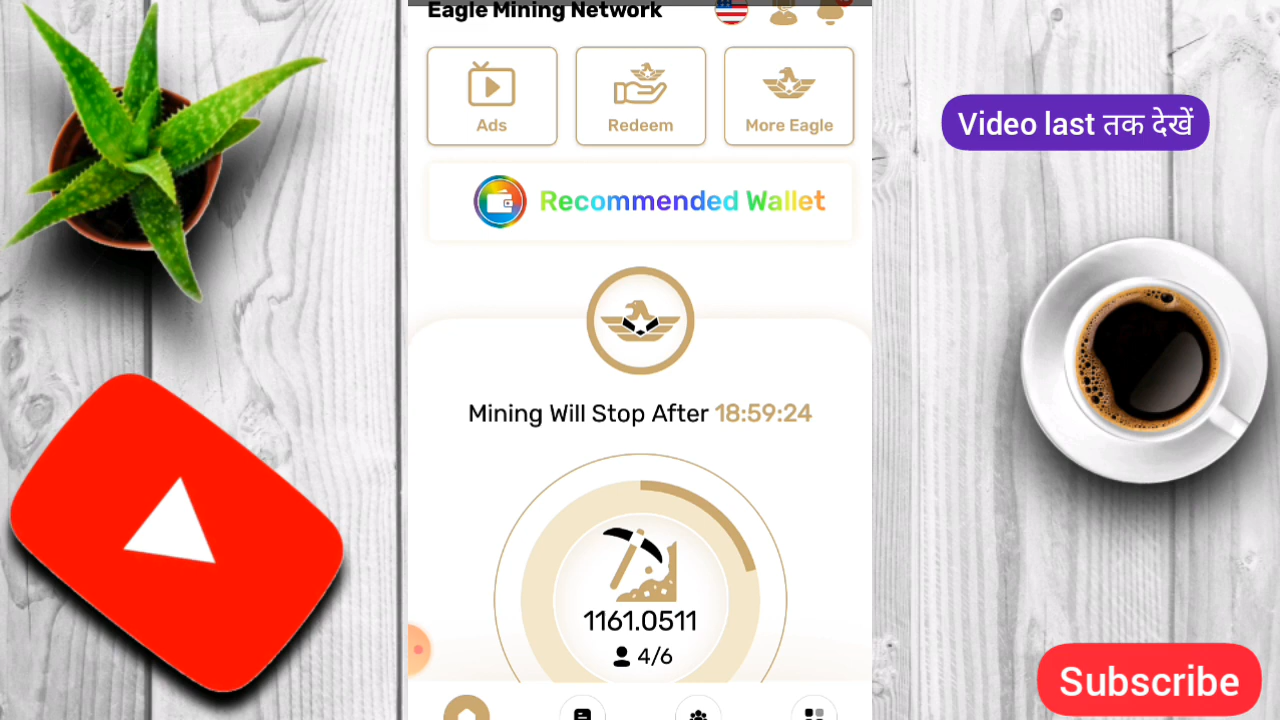 Eagle Mining Network
Ads
Redeem
More Eagle
Video last तक देखें
Recommended Wallet
Mining Will Stop After 18:59:24
1161.0511
4/6
Subscribe